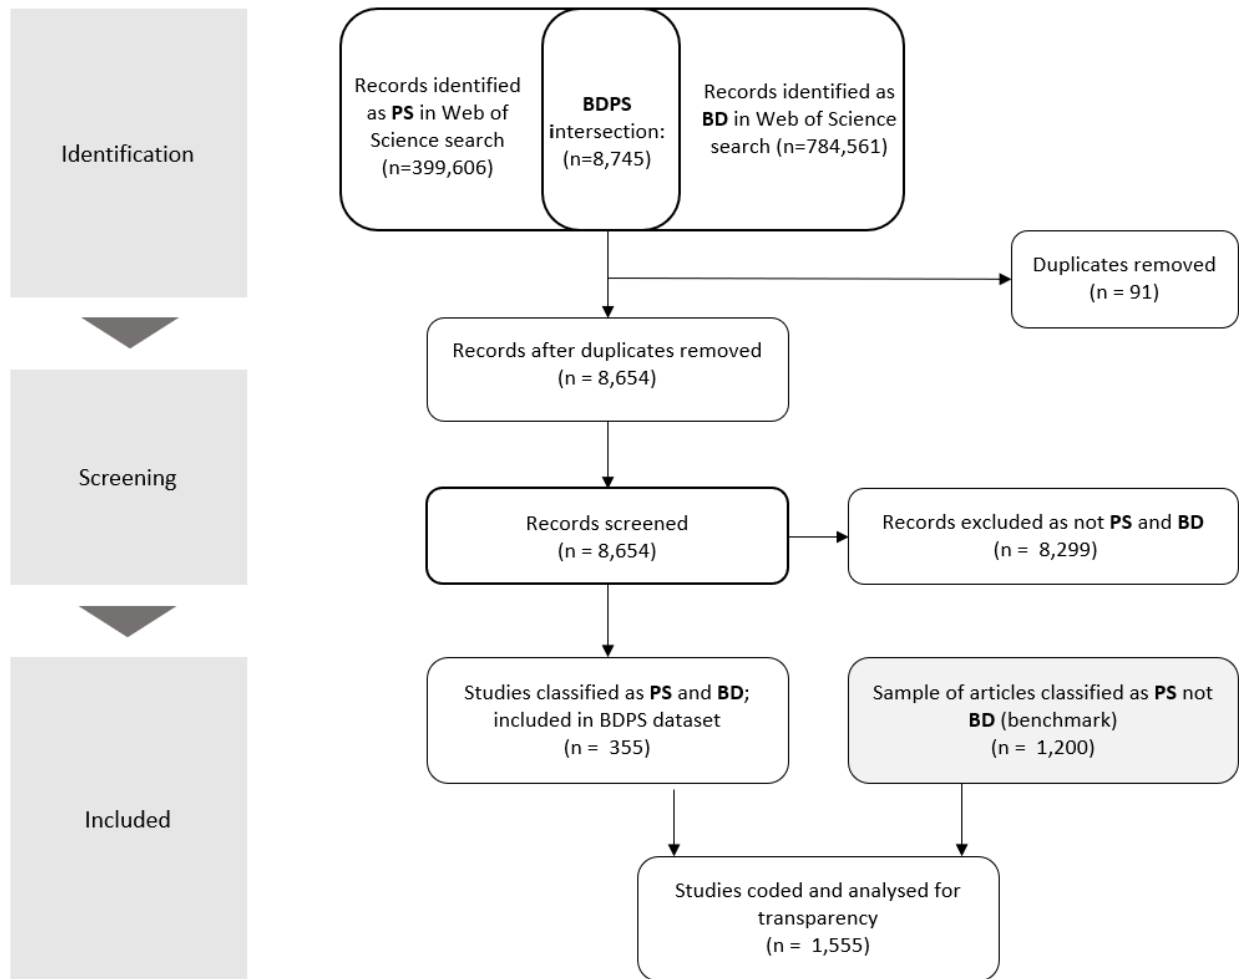 Identification
Records identified
as PS in Web of
Science search
(n=399,606)
BDPS
intersection:
(n=8,745)
Records identified as
BD in Web of Science
search (n=784,561)
Duplicates removed
(n = 91)
Records after duplicates removed
(n = 8,654)
Screening
Records screened
(n = 8,654)
Records excluded as not PS and BD
(n = 8,299)
Included
Studies classified as PS and BD;
included in BDPS dataset
(n = 355)
Sample of articles classified as PS not
BD (benchmark)
(n = 1,200)
Studies coded and analysed for
transparency
(n = 1,555)